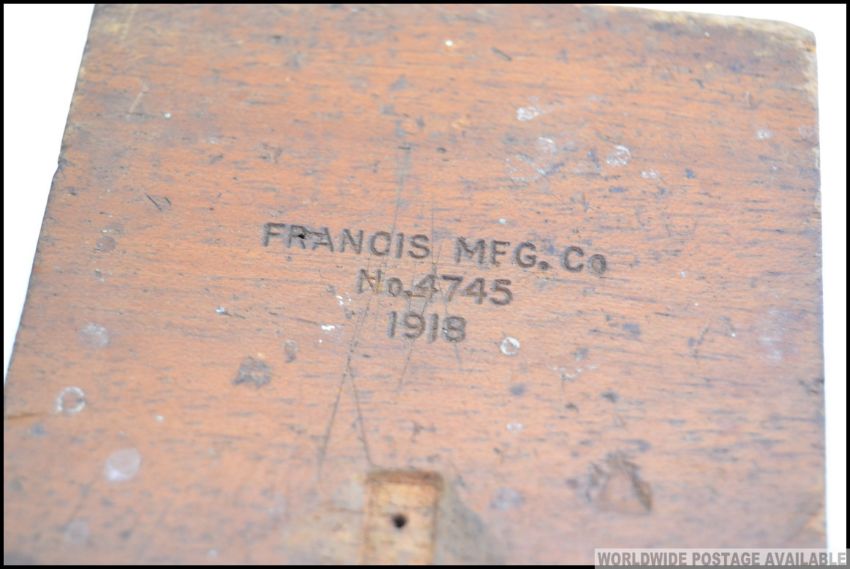 FRANCIS MFG. Co
No. 4745
1918
WORLDWIDE POSTAGE AVAILABLE